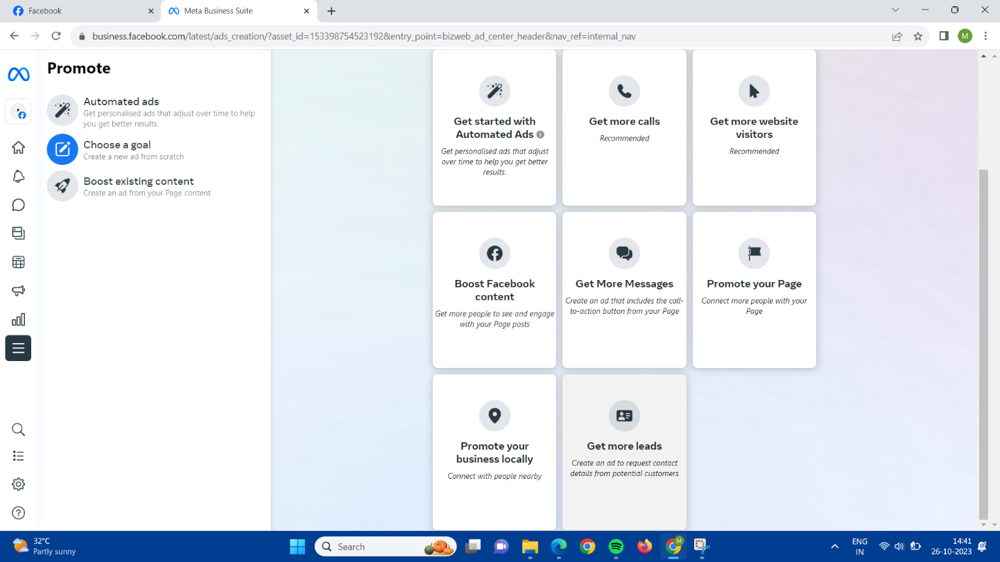 Facebook
Meta Business Suite
business.facebook.com/latest/ads_creation/?asset_id=153398754523192&entry_point=bizweb_ad_center_header&nav_ref=internal_nav
M
Promote
Automated ads
Get personalised ads that adjust over time to help
you get better results.
Choose a goal
Create a new ad from scratch
Boost existing content
Create an ad from your Page content
Get started with
Automated Ads
Get personalised ads that adjust
over time to help you get better
results.
Get more calls
Recommended
Get more website
visitors
Recommended
Boost Facebook
content
Get more people to see and engage
with your Page posts
Get More Messages
Create an ad that includes the call-
to-action button from your Page
Promote your Page
Connect more people with your
Page
Promote your
business locally
Connect with people nearby
Get more leads
Create an ad to request contact
details from potential customers
32°C
Partly sunny
Search
M
ENG
IN
14:41
26-10-2023